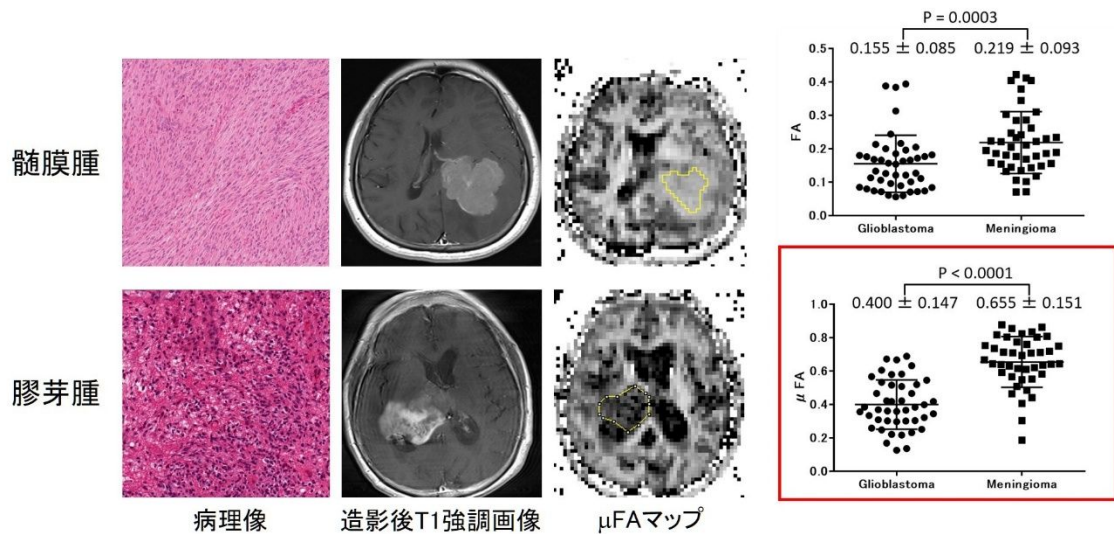 髄膜腫
膠芽腫
病理像
造影後T1強調画像
μFAマップ
P = 0.0003
0.155 ± 0.085
0.219 ± 0.093
0.5
0.4
0.3
0.2
0.1
0.0
FA
Glioblastoma
Meningioma
P < 0.0001
0.400 ± 0.147
0.655 ± 0.151
1.0
0.8
0.6
0.4
0.2
0.0
μFA
Glioblastoma
Meningioma